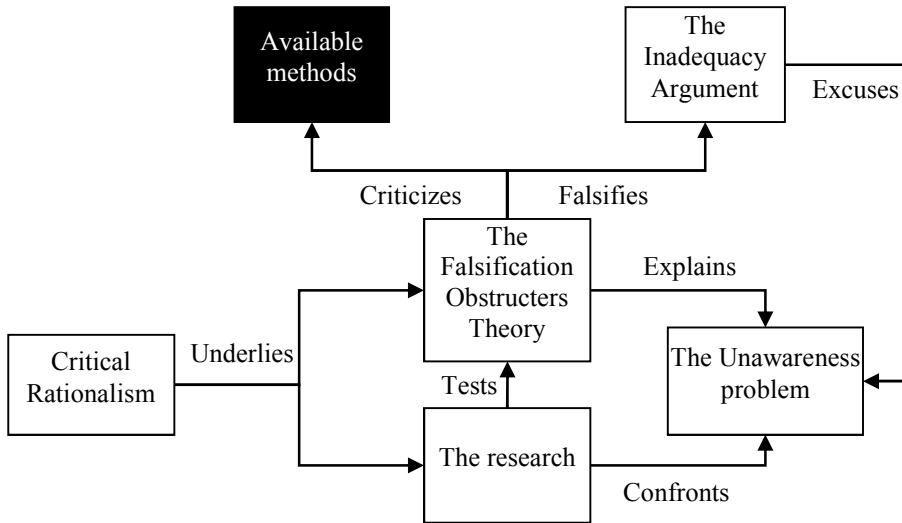 Available
methods
The
Inadequacy
Argument
Excuses
Criticizes
Falsifies
The
Falsification
Obstructers
Theory
Explains
Critical
Rationalism
Underlies
Tests
The Unawareness
problem
The research
Confronts